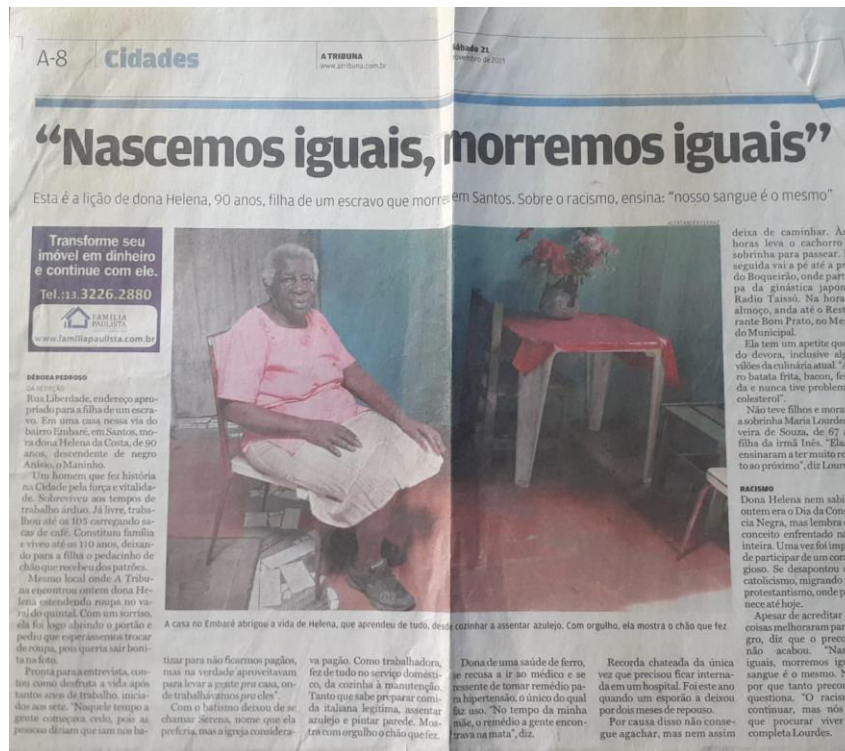 A-8
Cidades
A TRIBUNA
www.atribuna.com.br
Sábado 21
novembro de 2015
“Nascemos iguais, morremos iguais”
Esta é a lição de dona Helena, 90 anos, filha de um escravo que morreu em Santos. Sobre o racismo, ensina: “nosso sangue é o mesmo”
Transforme seu
imóvel em dinheiro
e continue com ele.
Tel.:13.3226.2880
FAMÍLIA
PAULISTA
www.familiapaulista.com.br
DÉBORA PEDROSO
DA REDAÇÃO
Rua Liberdade, endereço apro-
priado para a filha de um escra-
vo. Em uma casa nessa via do
bairro Embaré, em Santos, mo-
ra dona Helena da Costa, de 90
anos, descendente de negro
Anísio, o Maninho.
Um homem que fez história
na Cidade pela força e vitalida-
de. Sobreviveu aos tempos de
trabalho árduo. Já livre, traba-
lhou até os 105 carregando sa-
cas de café. Constitum família
e viveu até os 110 anos, deixan-
do para a filha o pedacinho de
chão que recebeu dos patrões.
Mesmo local onde A Tribu-
na encontrou ontem dona He-
lena estendendo roupa no va-
ral do quintal. Com um sorriso,
ela foi logo abrindo o portão e
pediu que esperássemos trocar
de roupa, pois queria sair boni-
ta na foto.
Pronta para a entrevista, con-
tou como desfruta a vida após
tantos anos de trabalho, inicia-
dos aos sete. “Naquele tempo a
gente começava cedo, pois as
pessoas diziam que iam nos ba-
A casa no Embaré abrigou a vida de Helena, que aprendeu de tudo, desde cozinhar a assentar azulejo. Com orgulho, ela mostra o chão que fez
tizar para não ficarmos pagãos,
mas na verdade aproveitavam
para levar a gente pra casa, on-
de trabalhávamos pro eles”.
Com o batismo deixou de se
chamar Serena, nome que ela
preferia, mas a igreja considera-
va pagão. Como trabalhadora,
fez de tudo no serviço domésti-
co, da cozinha à manutenção.
Tanto que sabe preparar comi-
da italiana legítima, assentar
azulejo e pintar parede. Mos-
tra com orgulho o chão que fez.
Dona de uma saúde de ferro,
se recusa a ir ao médico e se
ressente de tomar remédio pa-
ra hipertensão, o único do qual
faz uso. “No tempo da minha
mãe, o remédio a gente encon-
trava na mata”, diz.
Recorda chateada da única
vez que precisou ficar interna-
da em um hospital. Foi este ano
quando um esporão a deixou
por dois meses de repouso.
Por causa disso não conse-
gue agachar, mas nem assim
deixa de caminhar. Às
horas leva o cachorro
sobrinha para passear.
seguida vai a pé até a pr
do Boqueirão, onde parti
pa da ginástica japon
Radio Taissô. Na hora
almoço, anda até o Rest
rante Bom Prato, no Mer
do Municipal.
Ela tem um apetite que
do devora, inclusive alg
vilões da culinária atual.
ro batata frita, bacon, fe
da e nunca tive problem
colesterol”.
Não teve filhos e mora
a sobrinha Maria Lourdes
veira de Souza, de 67
filha da irmã Inês. “Ela
ensinaram a ter muito re
to ao próximo”, diz Lour
RACISMO
Dona Helena nem sabi
ontem era o Dia da Cons
cia Negra, mas lembra
conceito enfrentado na
inteira. Uma vez foi imp
de participar de um cor
gioso. Se desapontou
catolicismo, migrando
protestantismo, onde p
nece até hoje.
Apesar de acreditar
coisas melhoraram par
gro, diz que o preco
não acabou. “Nas
iguais, morremos ig
sangue é o mesmo.
por que tanto preco
questiona. “O racis
continuar, mas nós
que procurar viver
completa Lourdes.